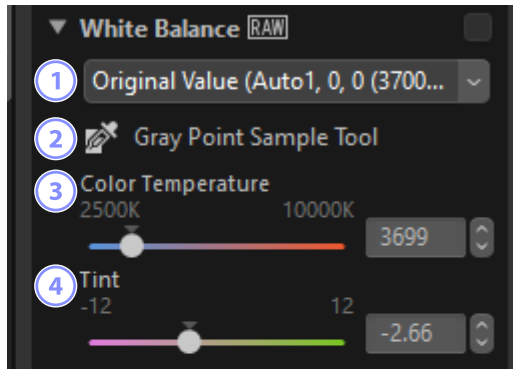 White Balance RAW
1 Original Value (Auto1, 0, 0 (3700...
2 Gray Point Sample Tool
3 Color Temperature
2500K 10000K
3699
4 Tint
-12 12
-2.66